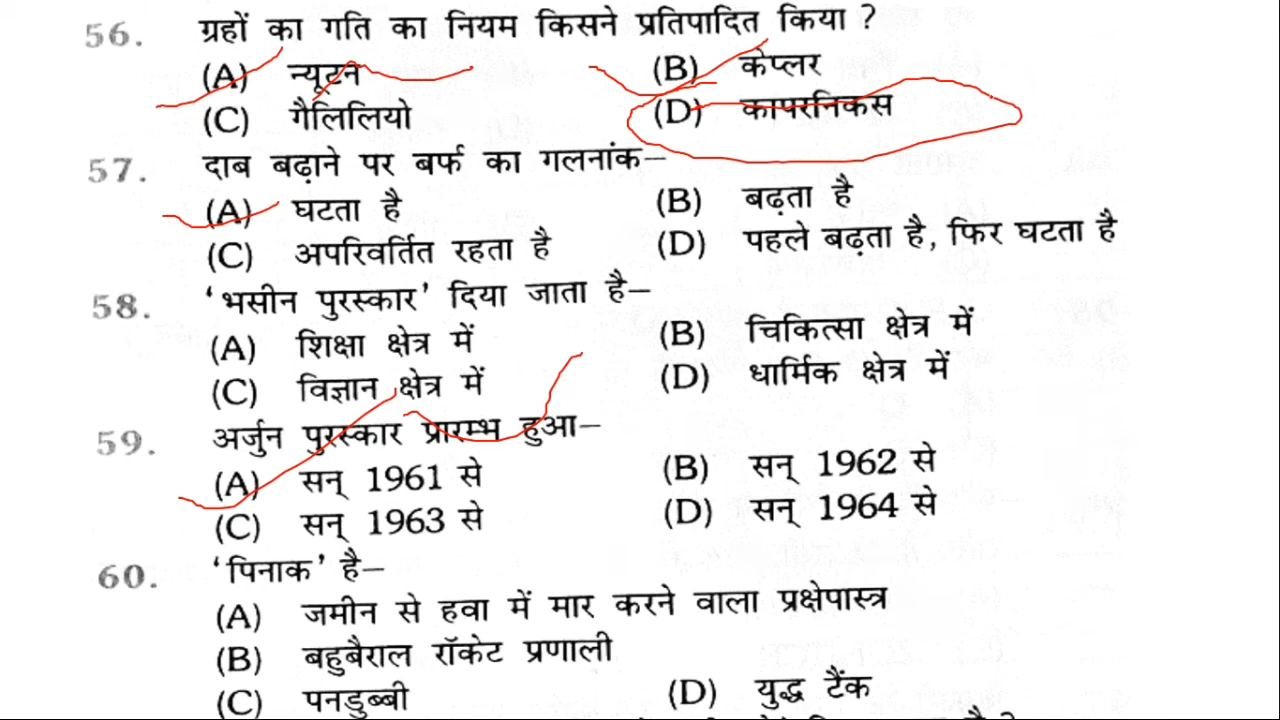 56. ग्रहों का गति का नियम किसने प्रतिपादित किया ?
(A) न्यूटन (B) केप्लर
(C) गैलिलियो (D) कापरनिकस
57. दाब बढ़ाने पर बर्फ का गलनांक–
(A) घटता है (B) बढ़ता है
(C) अपरिवर्तित रहता है (D) पहले बढ़ता है, फिर घटता है
58. ‘भसीन पुरस्कार’ दिया जाता है–
(A) शिक्षा क्षेत्र में (B) चिकित्सा क्षेत्र में
(C) विज्ञान क्षेत्र में (D) धार्मिक क्षेत्र में
59. अर्जुन पुरस्कार प्रारम्भ हुआ–
(A) सन् 1961 से (B) सन् 1962 से
(C) सन् 1963 से (D) सन् 1964 से
60. ‘पिनाक’ है–
(A) जमीन से हवा में मार करने वाला प्रक्षेपास्त्र
(B) बहुबैराल रॉकेट प्रणाली
(C) पनडुब्बी (D) युद्ध टैंक